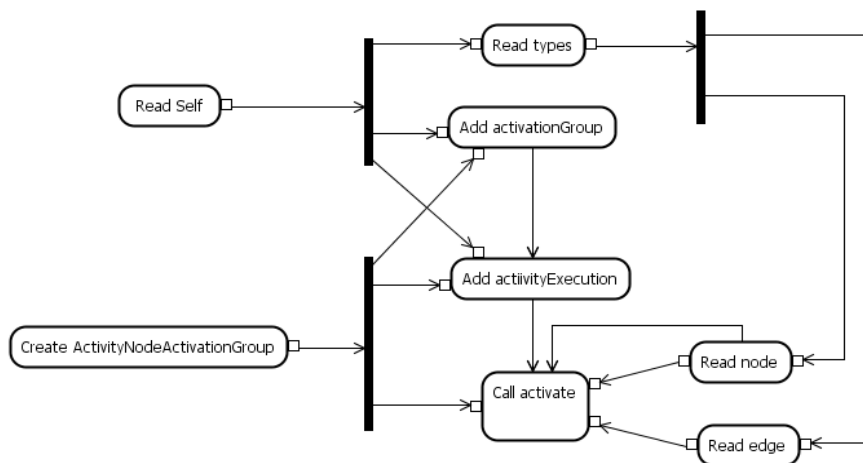 Read types
Read Self
Add activationGroup
Add actiivityExecution
Create ActivityNodeActivationGroup
Read node
Call activate
Read edge